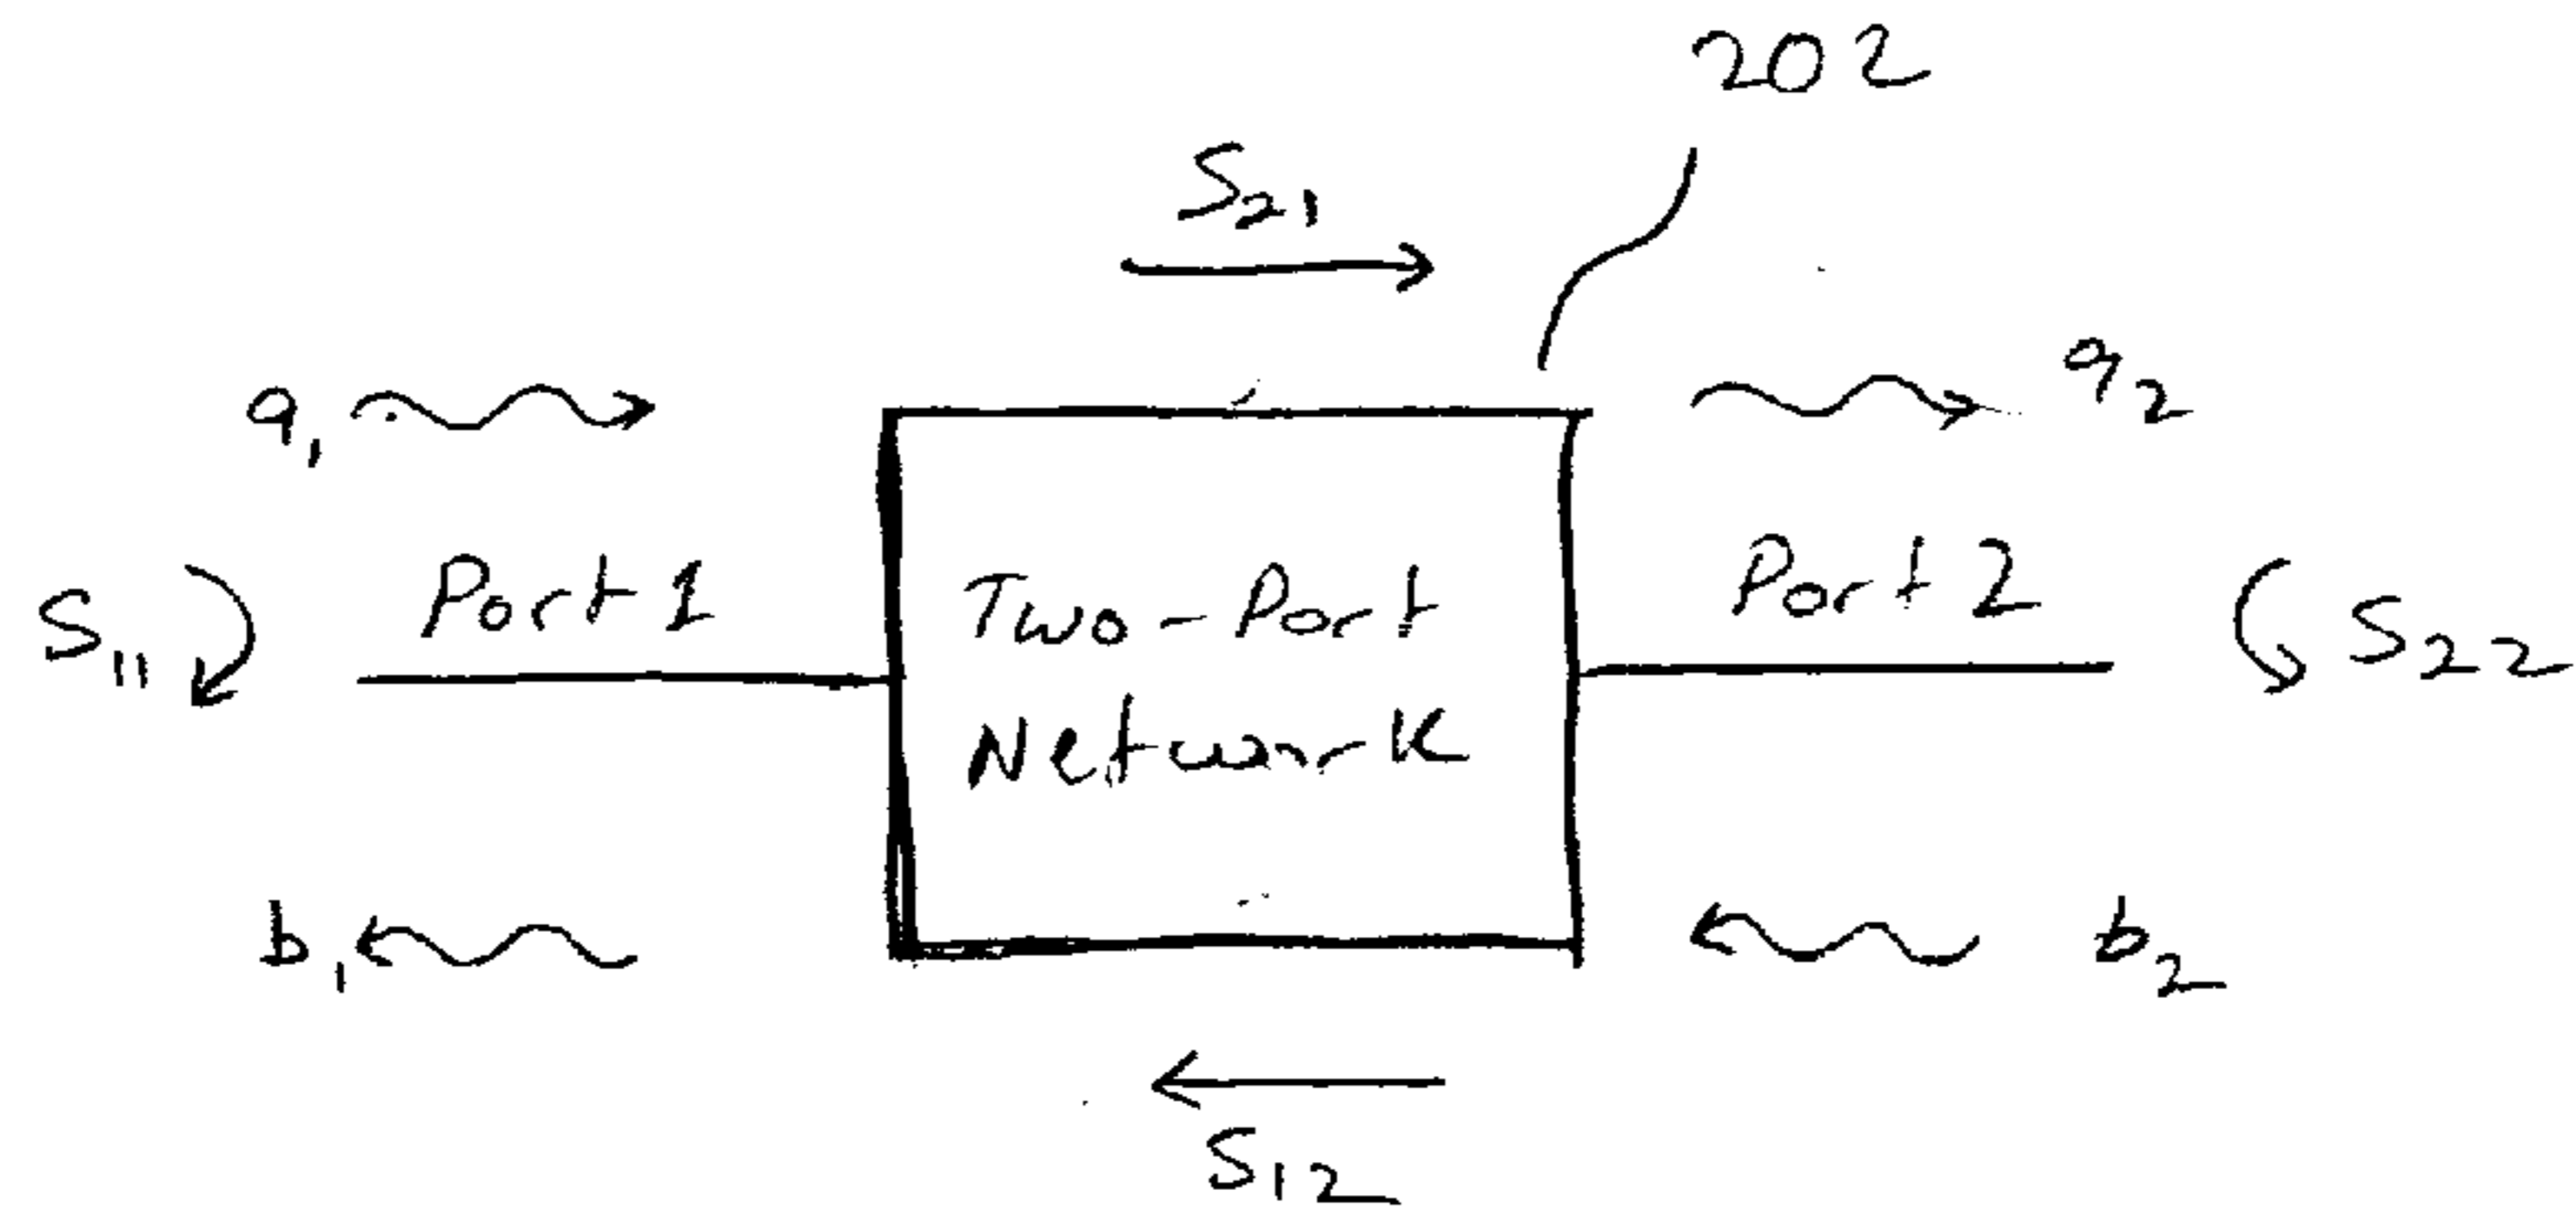 202
S21
a1
a2
S11
Port 1
Two-Port
Network
Port 2
S22
b1
b2
S12